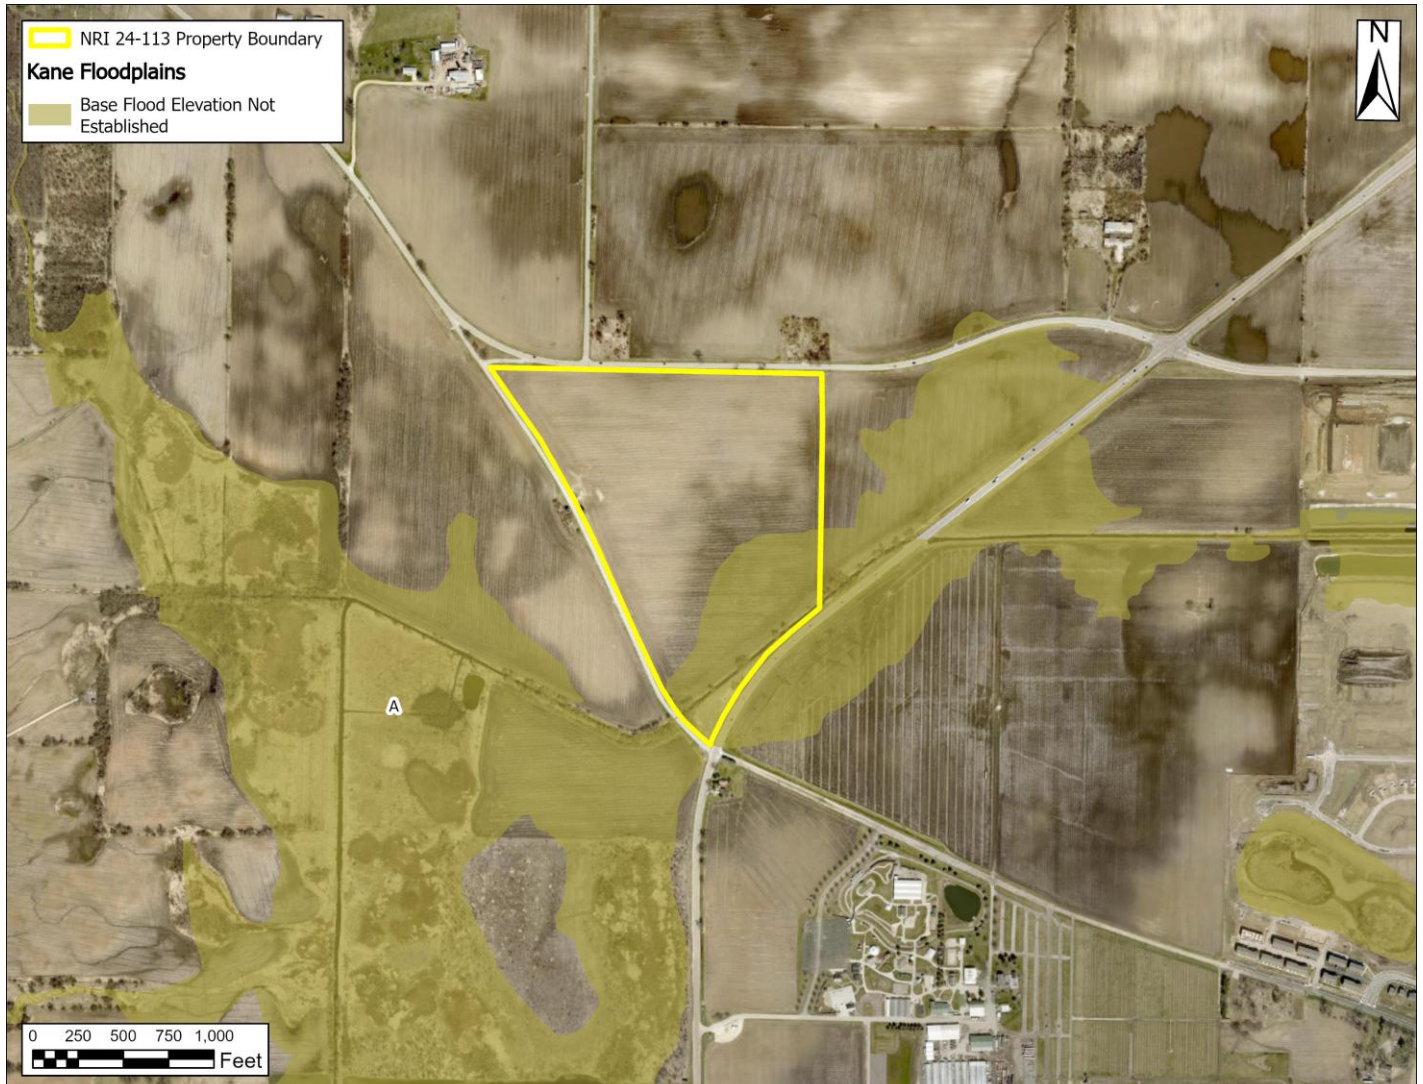 NRI 24-113 Property Boundary
Kane Floodplains
Base Flood Elevation Not
Established
N
A
0 250 500 750 1,000
Feet